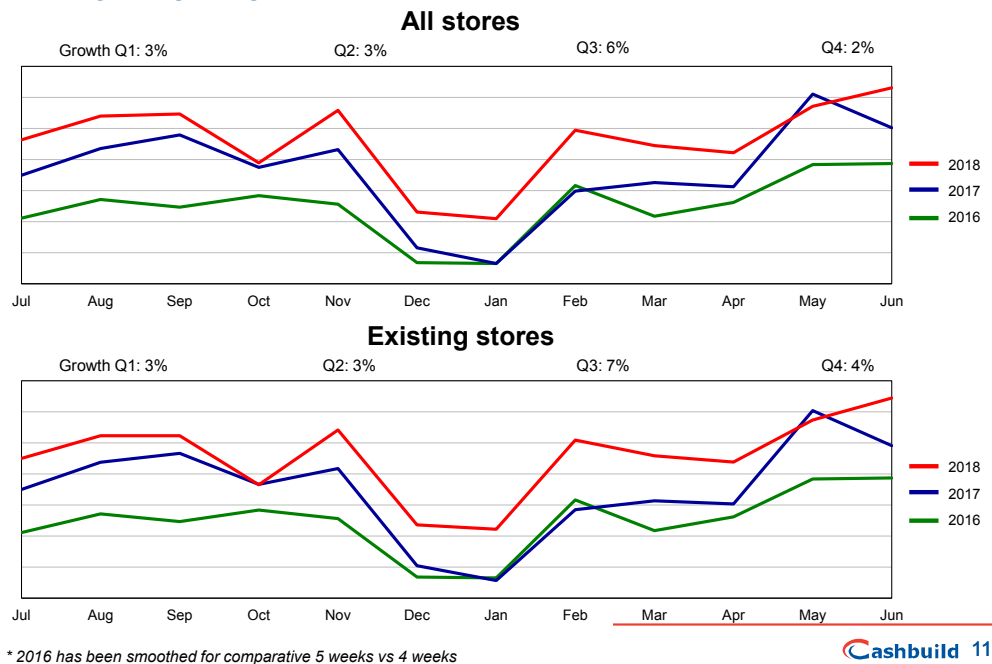 All stores
Growth Q1: 3% Q2: 3% Q3: 6% Q4: 2%
2018
2017
2016
Jul Aug Sep Oct Nov Dec Jan Feb Mar Apr May Jun
Existing stores
Growth Q1: 3% Q2: 3% Q3: 7% Q4: 4%
2018
2017
2016
Jul Aug Sep Oct Nov Dec Jan Feb Mar Apr May Jun
* 2016 has been smoothed for comparative 5 weeks vs 4 weeks
Cashbuild 11